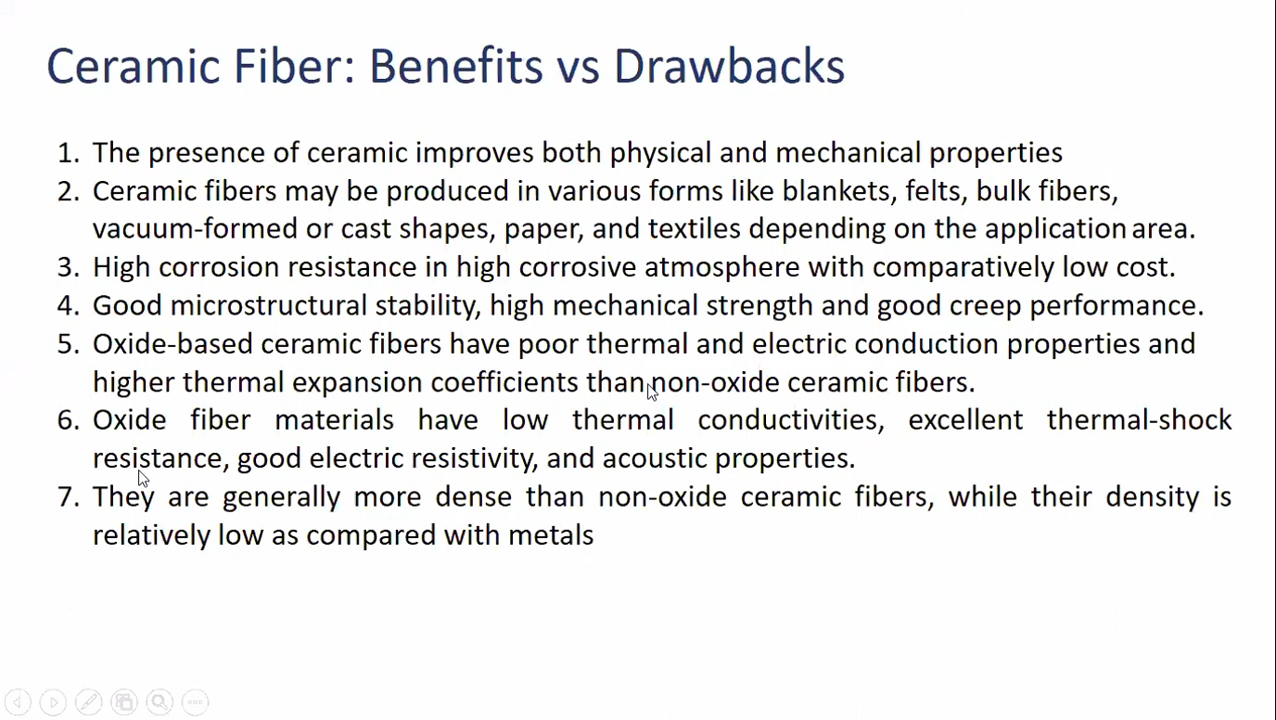 Ceramic Fiber: Benefits vs Drawbacks
1. The presence of ceramic improves both physical and mechanical properties
2. Ceramic fibers may be produced in various forms like blankets, felts, bulk fibers,
vacuum-formed or cast shapes, paper, and textiles depending on the application area.
3. High corrosion resistance in high corrosive atmosphere with comparatively low cost.
4. Good microstructural stability, high mechanical strength and good creep performance.
5. Oxide-based ceramic fibers have poor thermal and electric conduction properties and
higher thermal expansion coefficients than non-oxide ceramic fibers.
6. Oxide fiber materials have low thermal conductivities, excellent thermal-shock
resistance, good electric resistivity, and acoustic properties.
7. They are generally more dense than non-oxide ceramic fibers, while their density is
relatively low as compared with metals